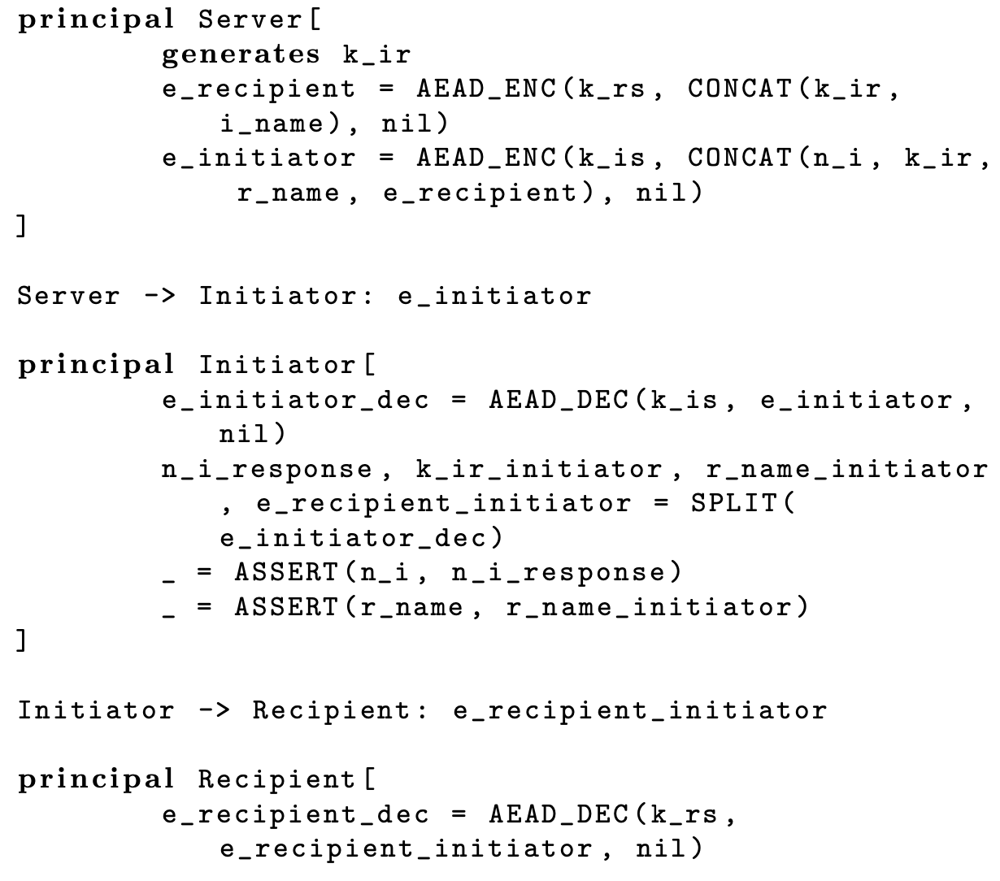 principal Server[
generates k_ir
e_recipient = AEAD_ENC(k_rs, CONCAT(k_ir,
i_name), nil)
e_initiator = AEAD_ENC(k_is, CONCAT(n_i, k_ir,
r_name, e_recipient), nil)
]
Server -> Initiator: e_initiator
principal Initiator[
e_initiator_dec = AEAD_DEC(k_is, e_initiator,
nil)
n_i_response, k_ir_initiator, r_name_initiator
, e_recipient_initiator = SPLIT(
e_initiator_dec)
_ = ASSERT(n_i, n_i_response)
_ = ASSERT(r_name, r_name_initiator)
]
Initiator -> Recipient: e_recipient_initiator
principal Recipient[
e_recipient_dec = AEAD_DEC(k_rs,
e_recipient_initiator, nil)